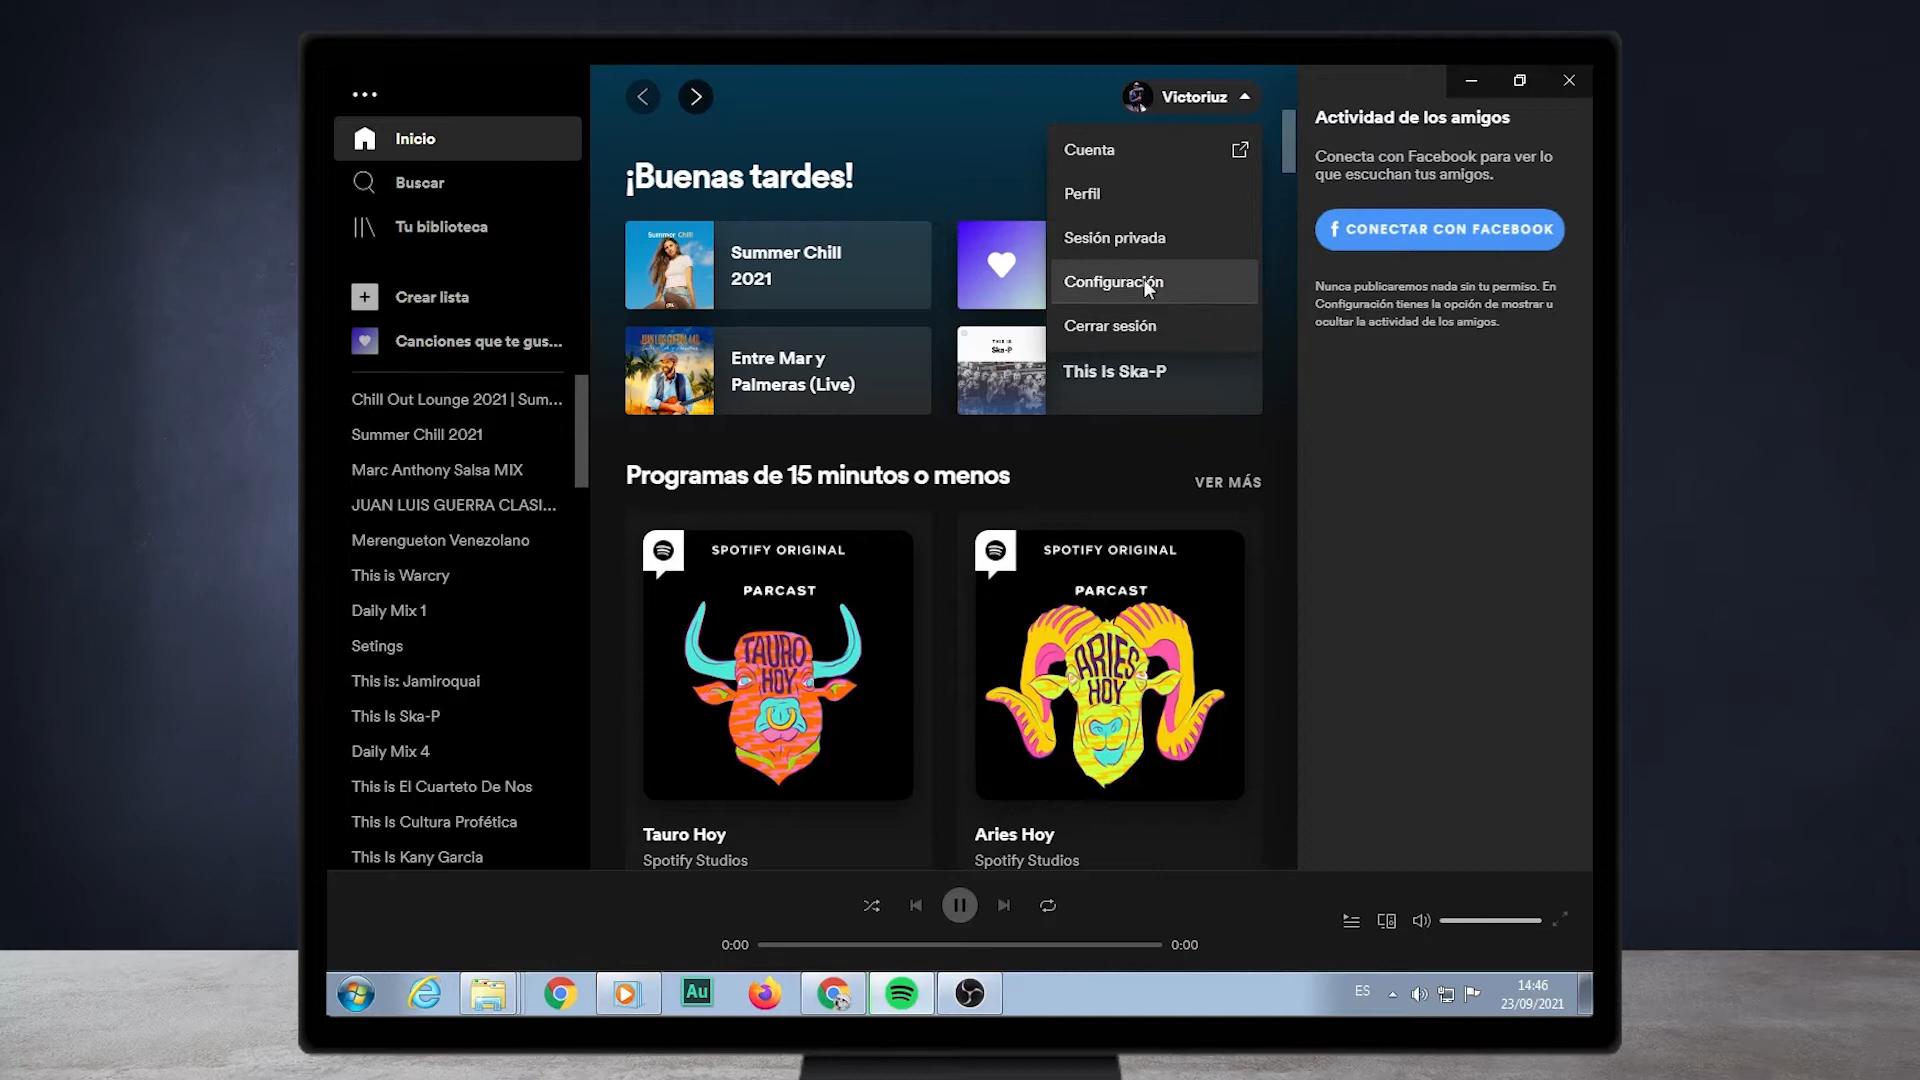 Inicio
Buscar
Tu biblioteca
Crear lista
Canciones que te gus...
Chill Out Lounge 2021 | Sum...
Summer Chill 2021
Marc Anthony Salsa MIX
JUAN LUIS GUERRA CLASI...
Merengueton Venezolano
This is Warcry
Daily Mix 1
Setings
This is: Jamiroquai
This Is Ska-P
Daily Mix 4
This is El Cuarteto De Nos
This Is Cultura Profética
This Is Kany Garcia
Victoriuz
Cuenta
Perfil
Sesión privada
Configuración
Cerrar sesión
¡Buenas tardes!
Summer Chill
Summer Chill
2021
Entre Mar y
Palmeras (Live)
THIS IS
Ska-P
This Is Ska-P
Programas de 15 minutos o menos
VER MÁS
SPOTIFY ORIGINAL
PARCAST
TAURO
HOY
Tauro Hoy
Spotify Studios
SPOTIFY ORIGINAL
PARCAST
ARIES
HOY
Aries Hoy
Spotify Studios
Actividad de los amigos
Conecta con Facebook para ver lo
que escuchan tus amigos.
f CONECTAR CON FACEBOOK
Nunca publicaremos nada sin tu permiso. En
Configuración tienes la opción de mostrar u
ocultar la actividad de los amigos.
0:00
0:00
Au
ES
14:46
23/09/2021